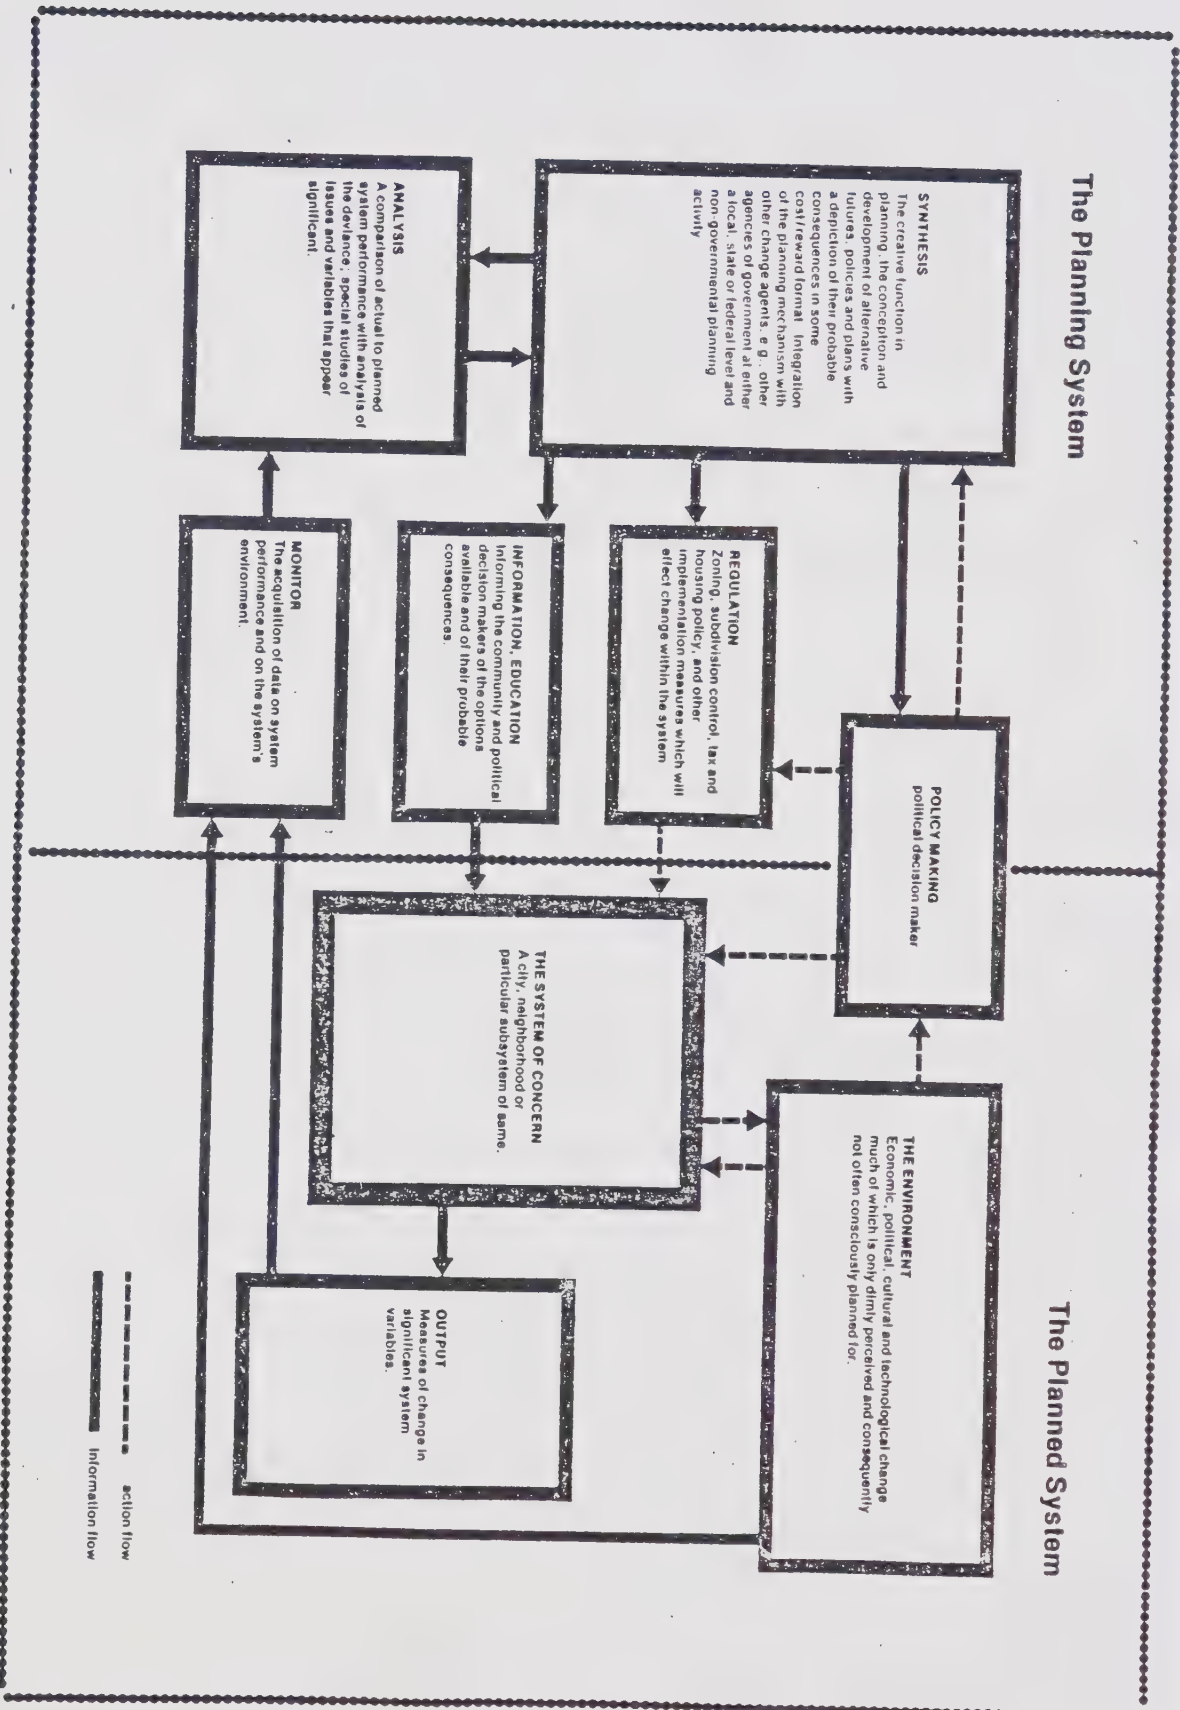 The Planning System
The Planned System
SYNTHESIS
The creative function in
planning, the conception and
development of alternative
futures, policies and plans with
a depiction of their probable
consequences in some
cost/reward format. Integration
of the planning mechanism with
other change agents, e.g., other
agencies of government at either
a local, state or federal level and
non-governmental planning
activity
POLICY MAKING
political decision maker
THE ENVIRONMENT
Economic, political, cultural and technological change
much of which is only dimly perceived and consequently
not often consciously planned for.
REGULATION
Zoning, subdivision control, tax and
housing policy, and other
implementation measures which will
effect change within the system
INFORMATION, EDUCATION
Informing the community and political
decision makers of the options
available and of their probable
consequences.
THE SYSTEM OF CONCERN
A city, neighborhood or
particular subsystem of same.
ANALYSIS
A comparison of actual to planned
system performance with analysis of
the deviance; special studies of
issues and variables that appear
significant.
MONITOR
The acquisition of data on system
performance and on the system's
environment.
OUTPUT
Measures of change in
significant system
variables.
action flow
information flow